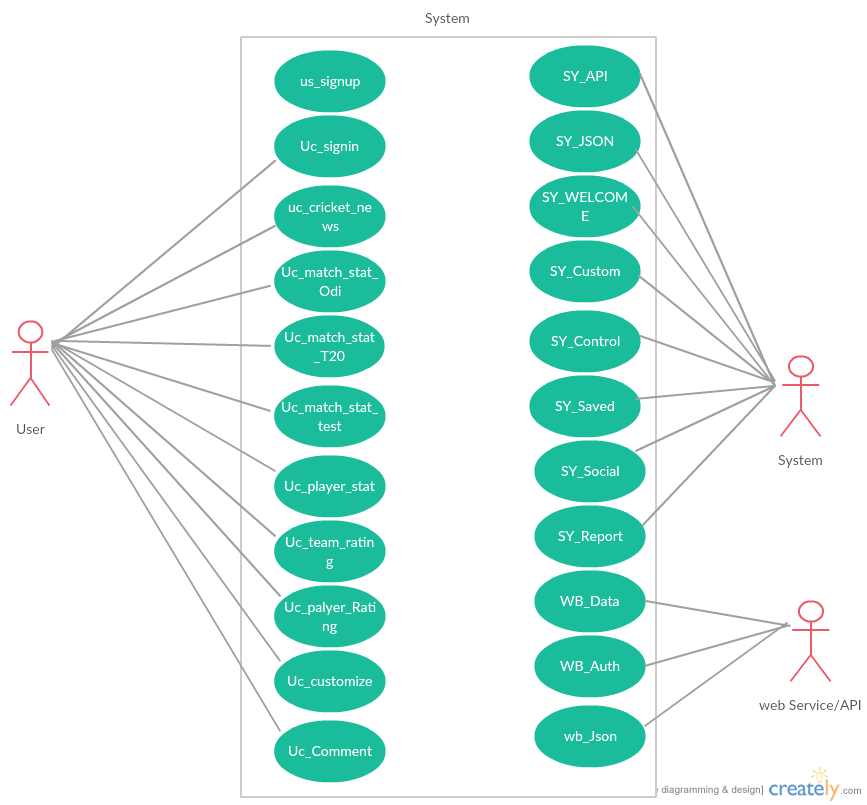 System
us_signup
Uc_signin
uc_cricket_ne
ws
Uc_match_stat_
Odi
Uc_match_stat
_T20
Uc_match_stat_
test
Uc_player_stat
Uc_team_ratin
g
Uc_palyer_Rati
ng
Uc_customize
Uc_Comment
SY_API
SY_JSON
SY_WELCOM
E
SY_Custom
SY_Control
SY_Saved
SY_Social
SY_Report
WB_Data
WB_Auth
wb_Json
User
System
web Service/API
diagramming & design]
creately.com